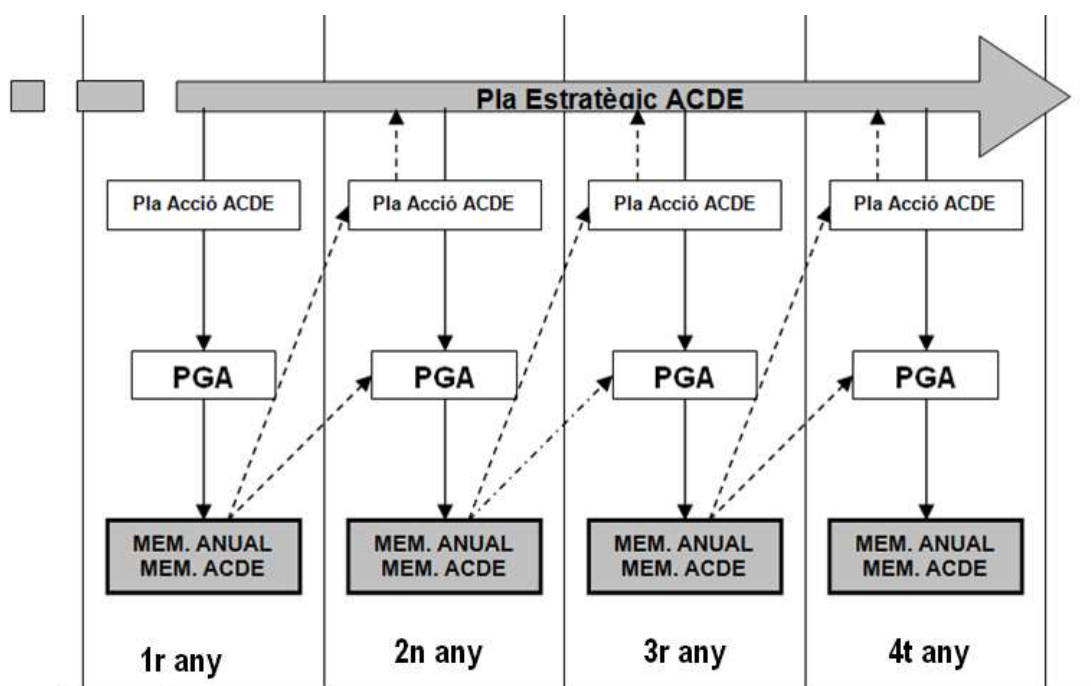 Pla Estratègic ACDE
Pla Acció ACDE
Pla Acció ACDE
Pla Acció ACDE
Pla Acció ACDE
PGA
PGA
PGA
PGA
MEM. ANUAL
MEM. ACDE
MEM. ANUAL
MEM. ACDE
MEM. ANUAL
MEM. ACDE
MEM. ANUAL
MEM. ACDE
1r any
2n any
3r any
4t any